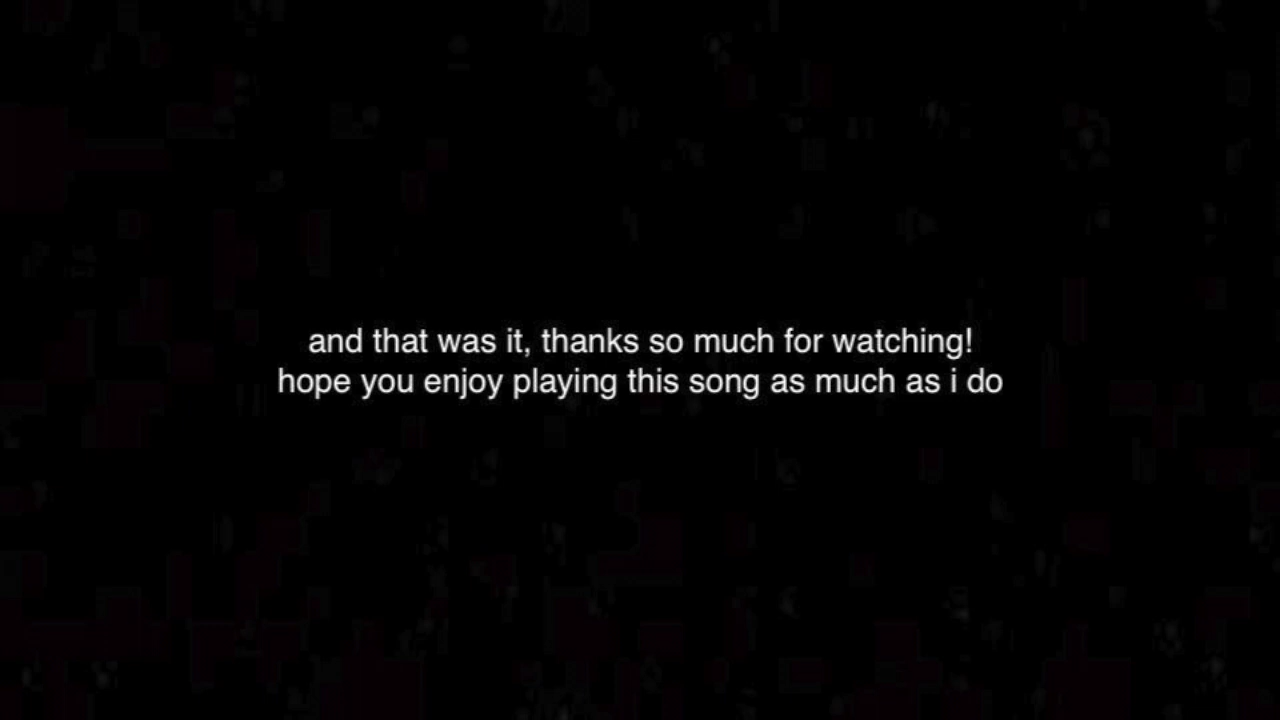 and that was it, thanks so much for watching!
hope you enjoy playing this song as much as i do